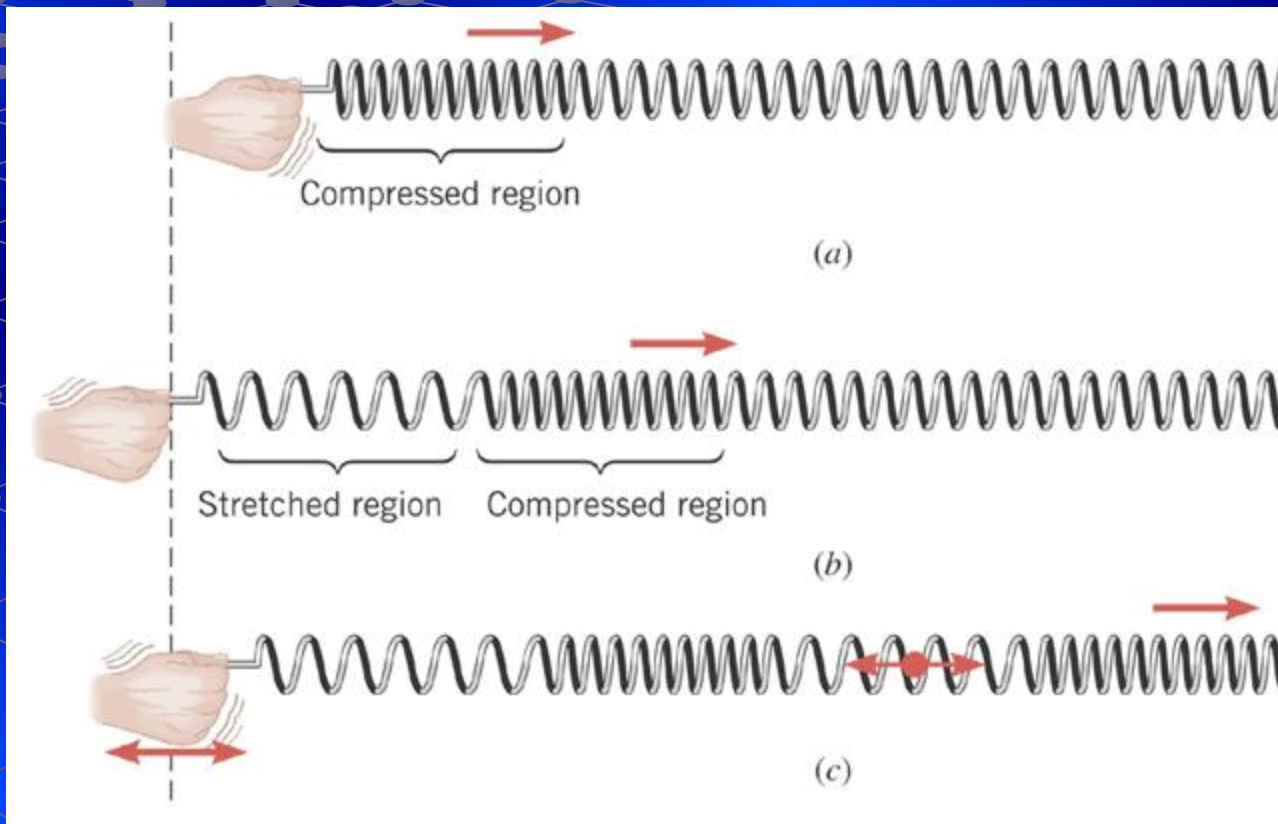 Compressed region
(a)
Stretched region
Compressed region
(b)
(c)